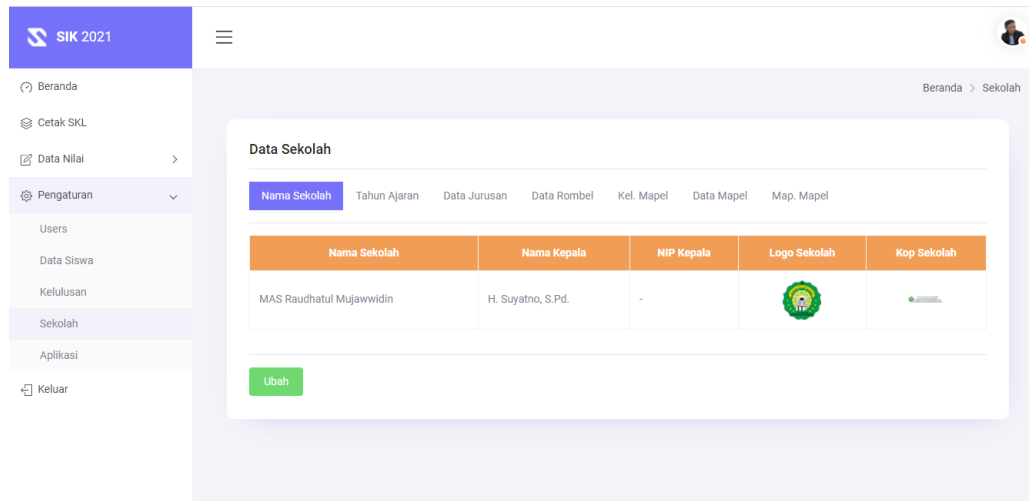 SIK 2021
Beranda
Cetak SKL
Data Nilai
Pengaturan
Users
Data Siswa
Kelulusan
Sekolah
Aplikasi
Keluar
Beranda > Sekolah
Data Sekolah
Nama Sekolah Tahun Ajaran Data Jurusan Data Rombel Kel. Mapel Data Mapel Map. Mapel
Nama Sekolah Nama Kepala NIP Kepala Logo Sekolah Kop Sekolah
MAS Raudhatul Mujawwidin H. Suyatno, S.Pd. -
Ubah